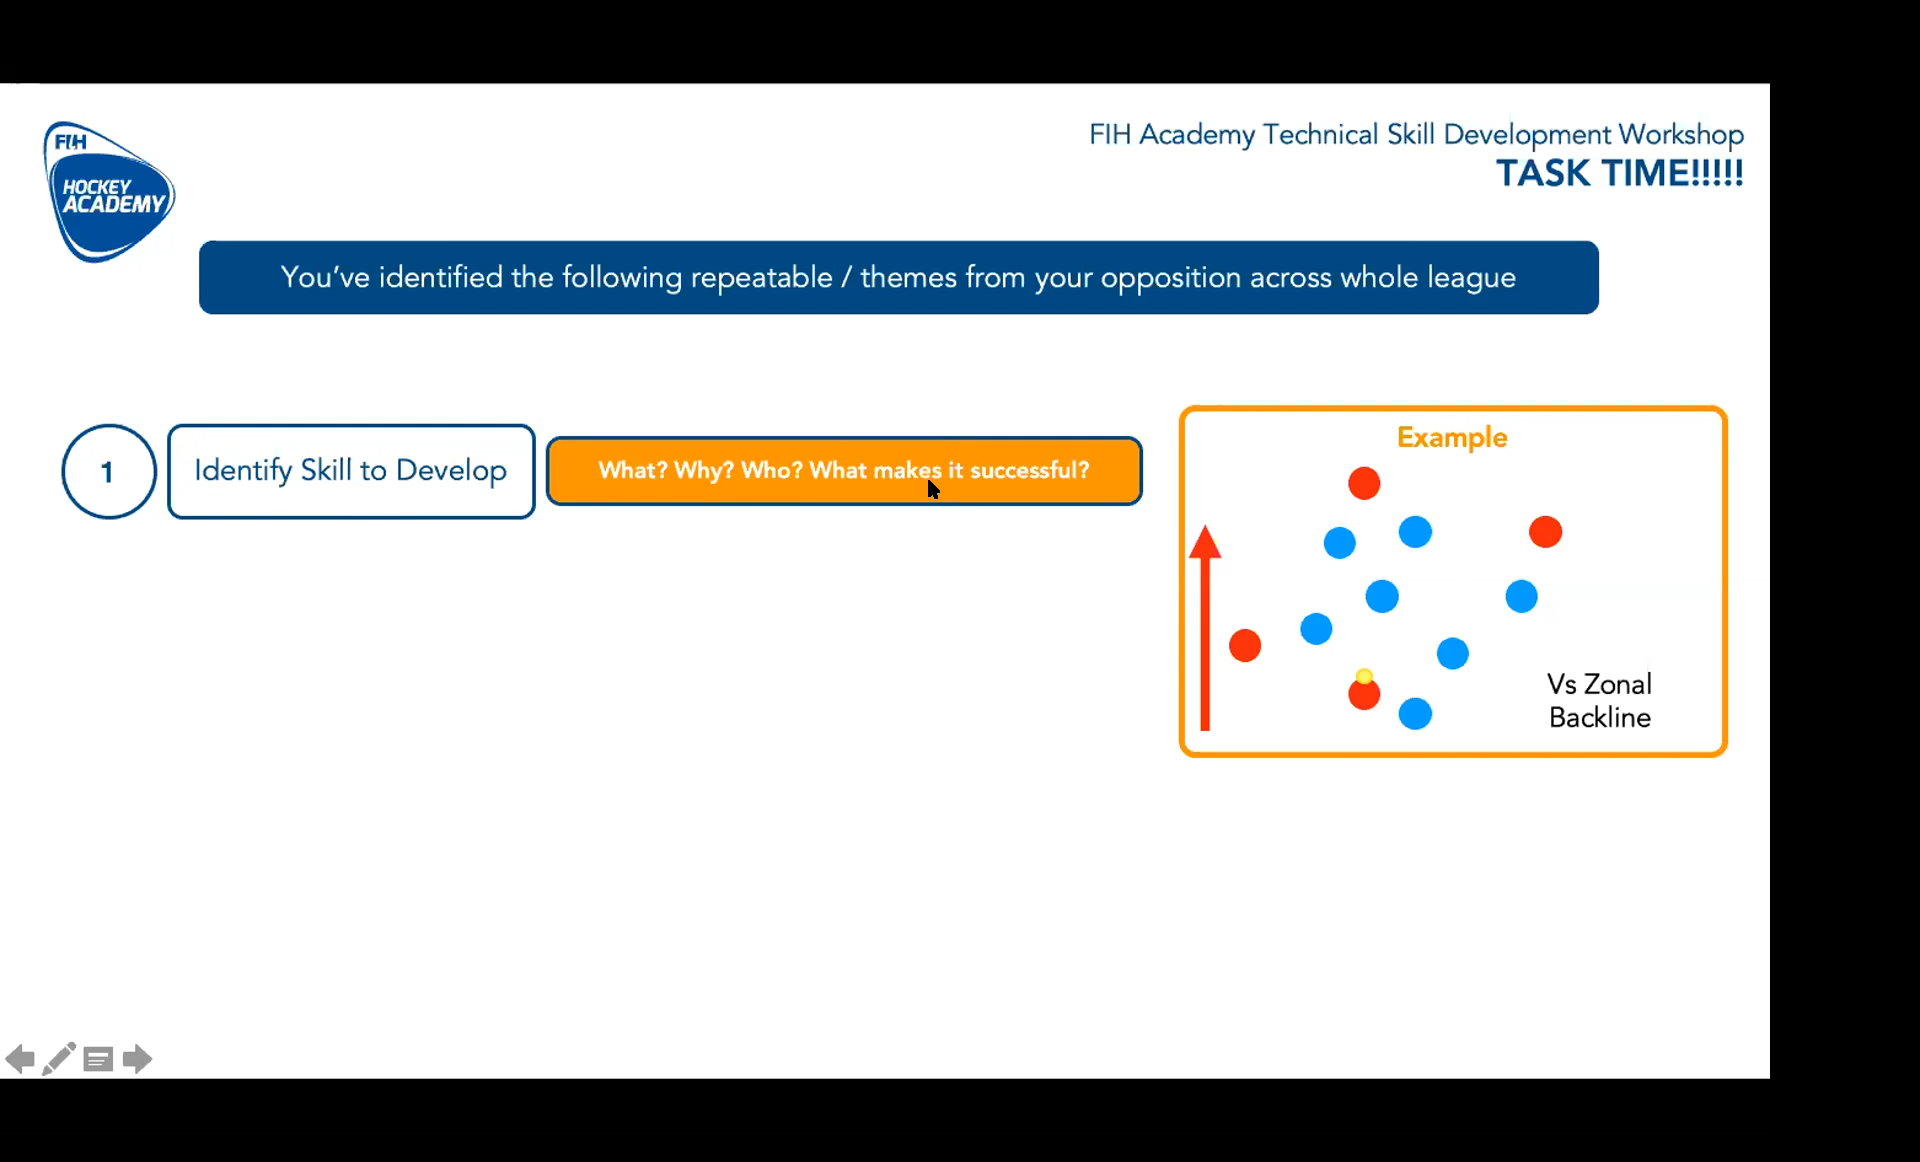 FIH
HOCKEY
ACADEMY
FIH Academy Technical Skill Development Workshop
TASK TIME!!!!!
You've identified the following repeatable / themes from your opposition across whole league
1
Identify Skill to Develop
What? Why? Who? What makes it successful?
Example
Vs Zonal
Backline